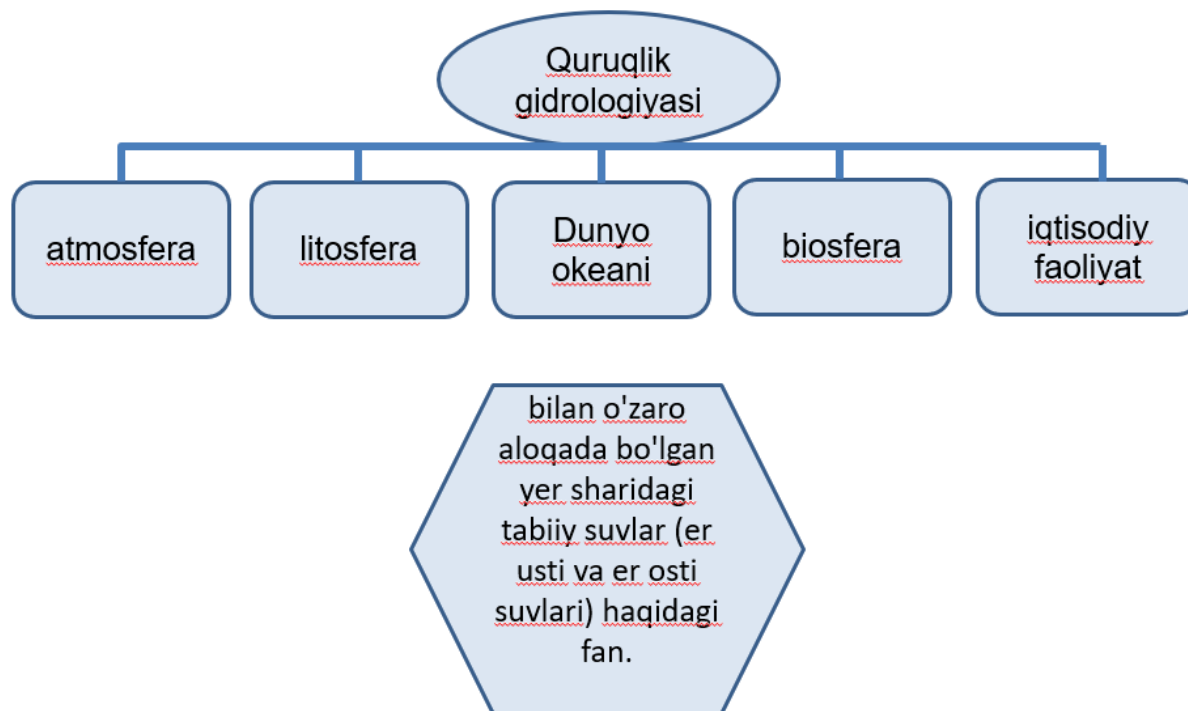 Quruqlik
gidrologiyasi
atmosfera
litosfera
Dunyo
okeani
biosfera
iqtisodiy
faoliyat
bilan o'zaro
aloqada bo'lgan
yer sharidagi
tabiiy suvlar (er
usti va er osti
suvlari) haqidagi
fan.